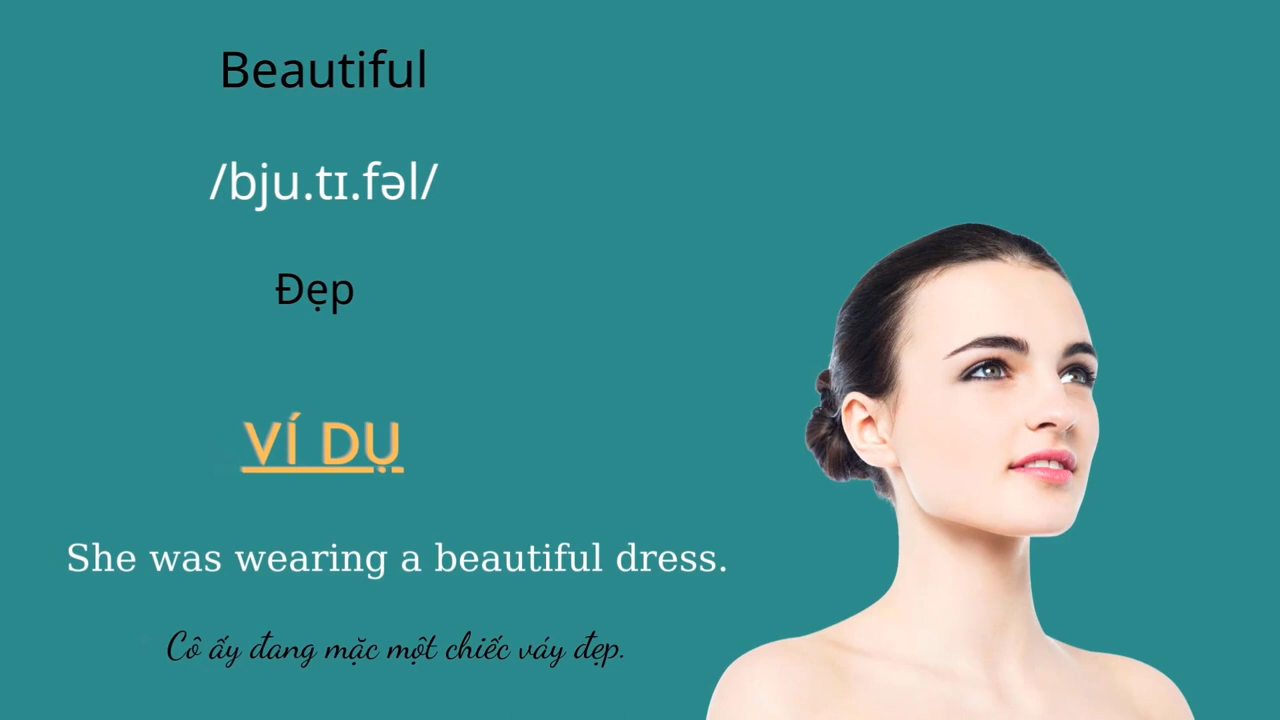 Beautiful
/bju.tɪ.fəl/
Đẹp
VÍ DỤ
She was wearing a beautiful dress.
Cô ấy đang mặc một chiếc váy đẹp.